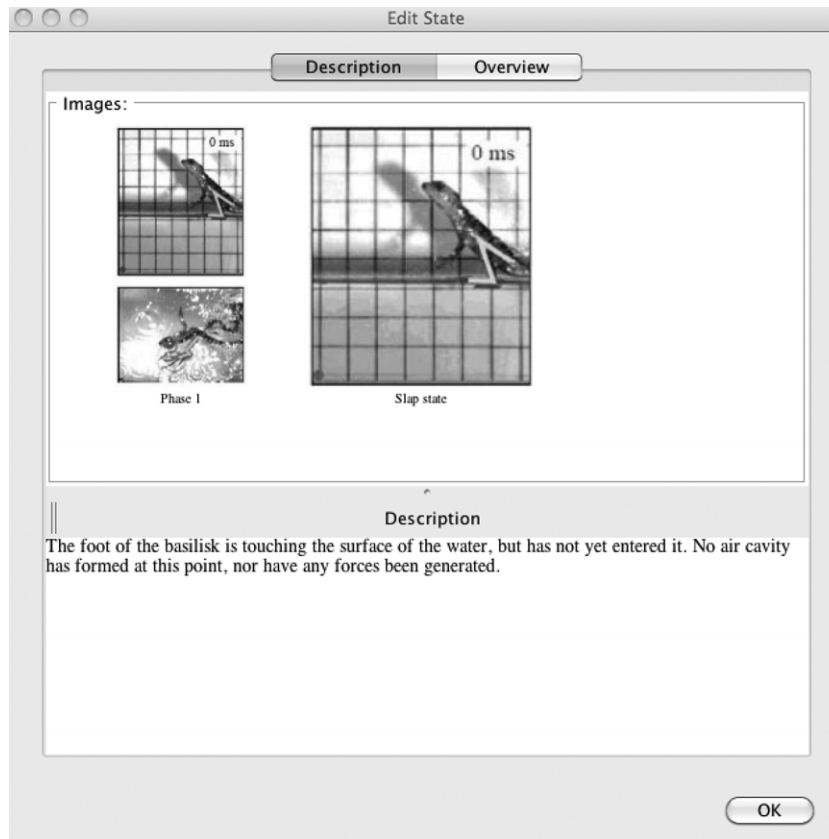 Edit State
Description Overview
Images:
0 ms
0 ms
Phase 1
Slap state
Description
The foot of the basilisk is touching the surface of the water, but has not yet entered it. No air cavity
has formed at this point, nor have any forces been generated.
OK